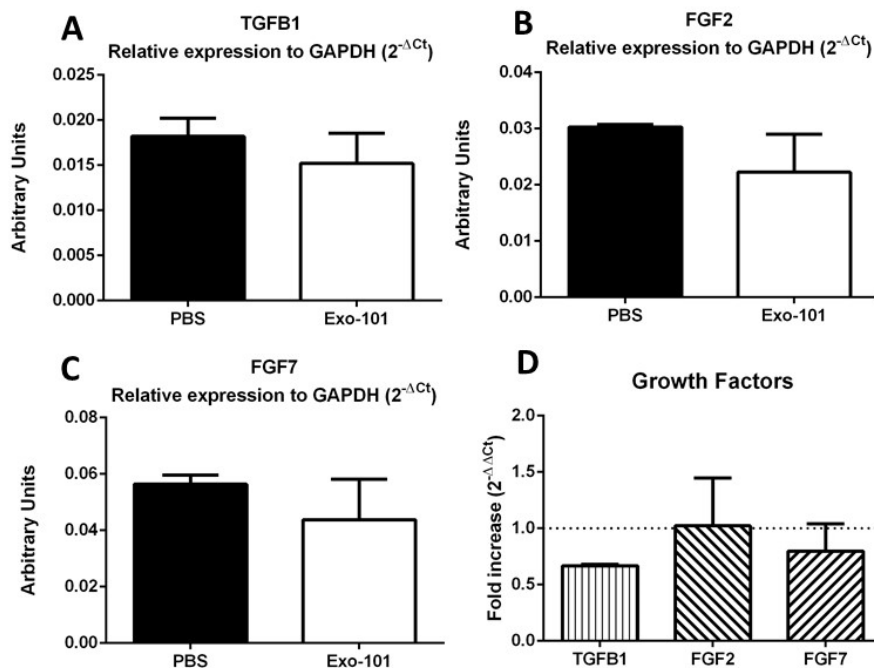 A
TGFB1
Relative expression to GAPDH (2^-ΔCt)
Arbitrary Units
0.025
0.020
0.015
0.010
0.005
0.000
PBS
Exo-101
B
FGF2
Relative expression to GAPDH (2^-ΔCt)
Arbitrary Units
0.04
0.03
0.02
0.01
0.00
PBS
Exo-101
C
FGF7
Relative expression to GAPDH (2^-ΔCt)
Arbitrary Units
0.08
0.06
0.04
0.02
0.00
PBS
Exo-101
D
Growth Factors
Fold increase (2^-Δ ΔCt)
2.0
1.5
1.0
0.5
0.0
TGFB1
FGF2
FGF7